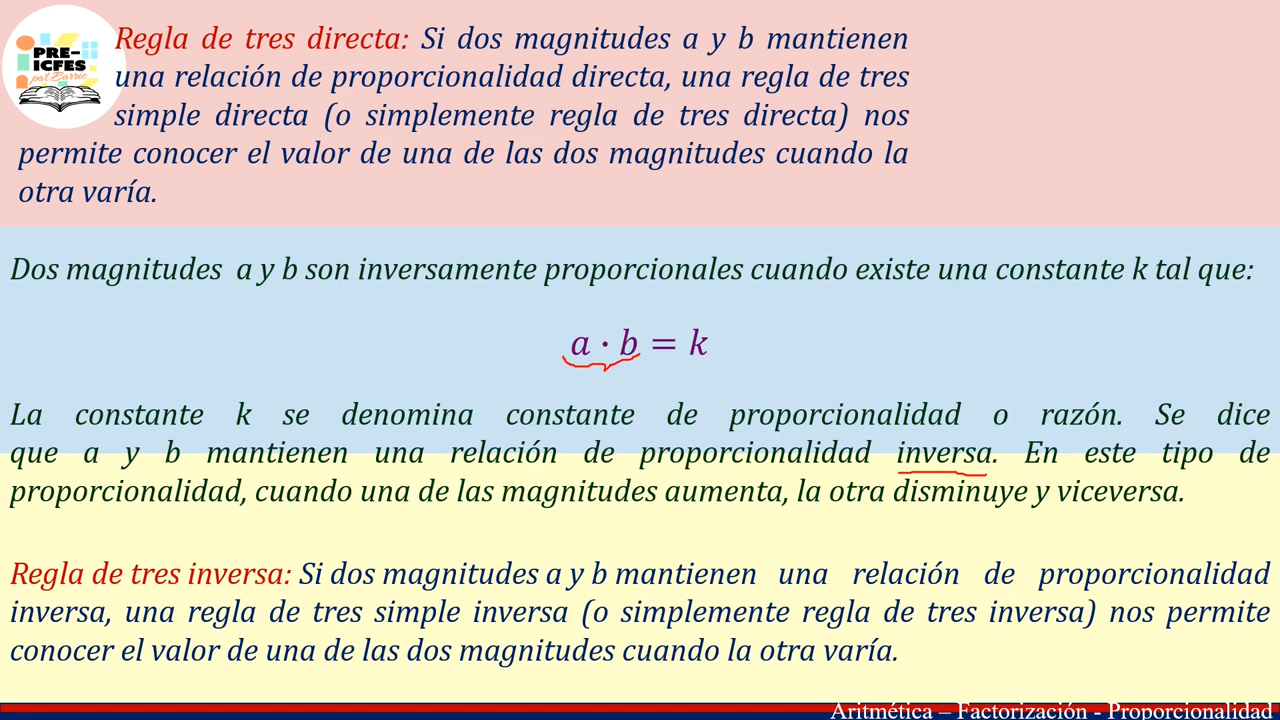 PRE-
ICFES
pa'l Barrio
Regla de tres directa: Si dos magnitudes a y b mantienen
una relación de proporcionalidad directa, una regla de tres
simple directa (o simplemente regla de tres directa) nos
permite conocer el valor de una de las dos magnitudes cuando la
otra varía.
Dos magnitudes a y b son inversamente proporcionales cuando existe una constante k tal que:
a · b = k
La constante k se denomina constante de proporcionalidad o razón. Se dice
que a y b mantienen una relación de proporcionalidad inversa. En este tipo de
proporcionalidad, cuando una de las magnitudes aumenta, la otra disminuye y viceversa.
Regla de tres inversa: Si dos magnitudes a y b mantienen una relación de proporcionalidad
inversa, una regla de tres simple inversa (o simplemente regla de tres inversa) nos permite
conocer el valor de una de las dos magnitudes cuando la otra varía.
Aritmética – Factorización - Proporcionalidad